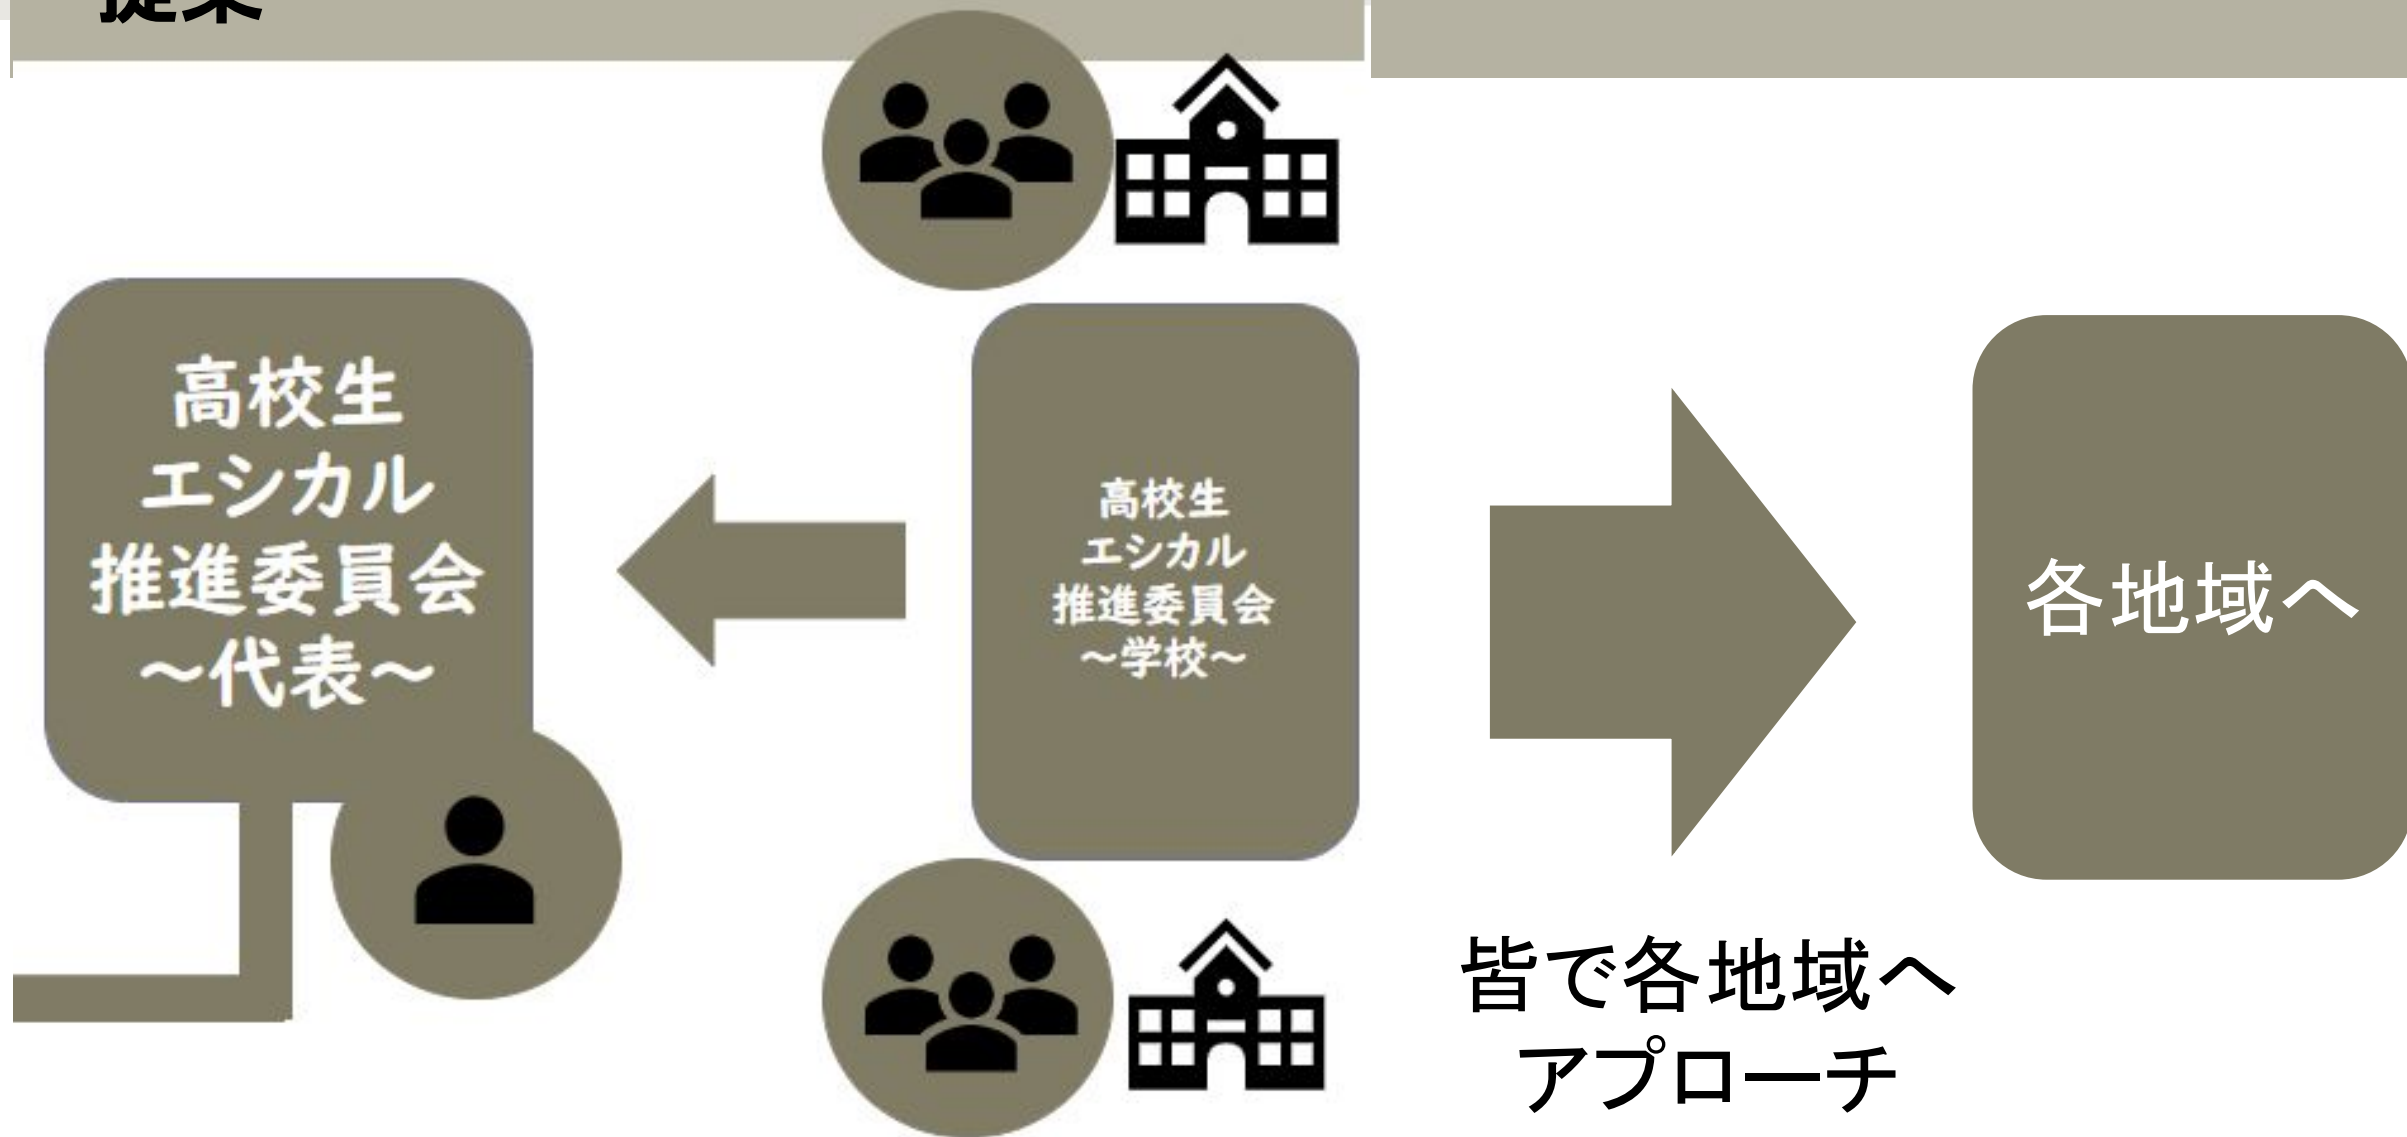 提案
高校生
エシカル
推進委員会
～代表～
高校生
エシカル
推進委員会
～学校～
各地域へ
皆で各地域へ
アプローチ